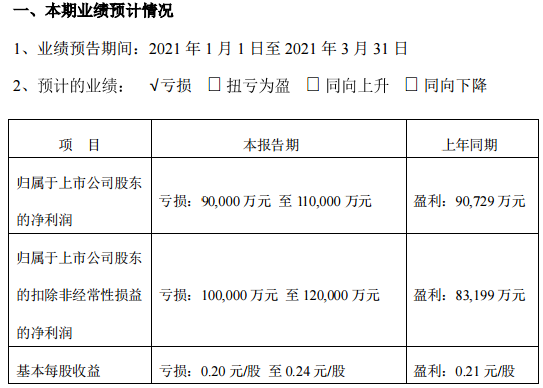 一、本期业绩预计情况
1、业绩预告期间：2021 年 1 月 1 日至 2021 年 3 月 31 日
2、预计的业绩： √亏损 □ 扭亏为盈 □ 同向上升 □ 同向下降
项 目 本报告期 上年同期
归属于上市公司股东
的净利润
亏损：90,000 万元 至 110,000 万元
盈利：90,729 万元
归属于上市公司股东
的扣除非经常性损益
的净利润
亏损：100,000 万元 至 120,000 万元
盈利：83,199 万元
基本每股收益 亏损：0.20 元/股 至 0.24 元/股 盈利：0.21 元/股